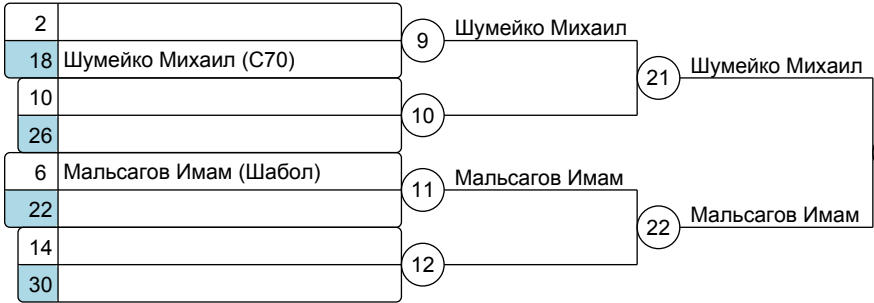 2
9 Шумейко Михаил
18 Шумейко Михаил (С70)
21 Шумейко Михаил
10
10
26
6 Мальсагов Имам (Шабол)
11 Мальсагов Имам
22
22 Мальсагов Имам
14
12
30